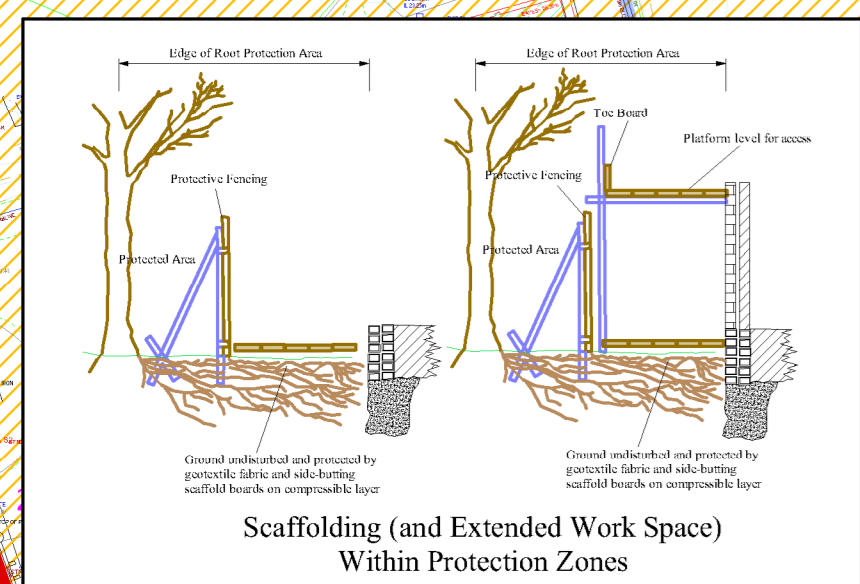 Edge of Root Protection Area
Edge of Root Protection Area
Toe Board
Platform level for access
Protective Fencing
Protective Fencing
Protected Area
Protected Area
Ground undisturbed and protected by
geotextile fabric and side-butting
scaffold boards on compressible layer
Ground undisturbed and protected by
geotextile fabric and side-butting
scaffold boards on compressible layer
Scaffolding (and Extended Work Space)
Within Protection Zones